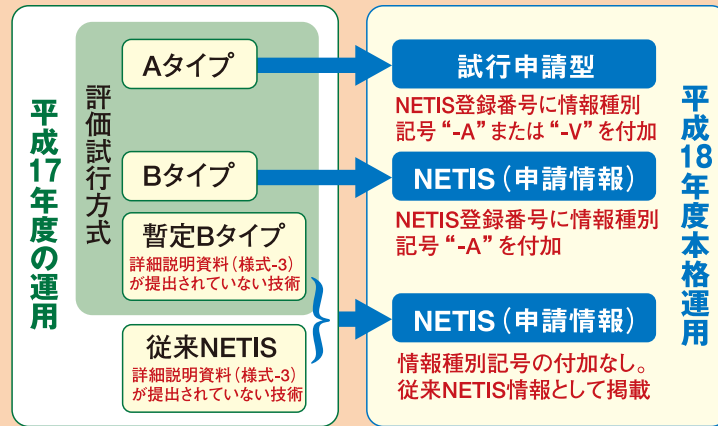 平成17年度の運用
評価試行方式
Aタイプ
Bタイプ
暫定Bタイプ
詳細説明資料(様式-3)
が提出されていない技術
従来NETIS
詳細説明資料(様式-3)
が提出されていない技術
試行申請型
NETIS登録番号に情報種別
記号“-A”または“-V”を付加
NETIS(申請情報)
NETIS登録番号に情報種別
記号“-A”を付加
NETIS(申請情報)
情報種別記号の付加なし。
従来NETIS情報として掲載
平成18年度本格運用